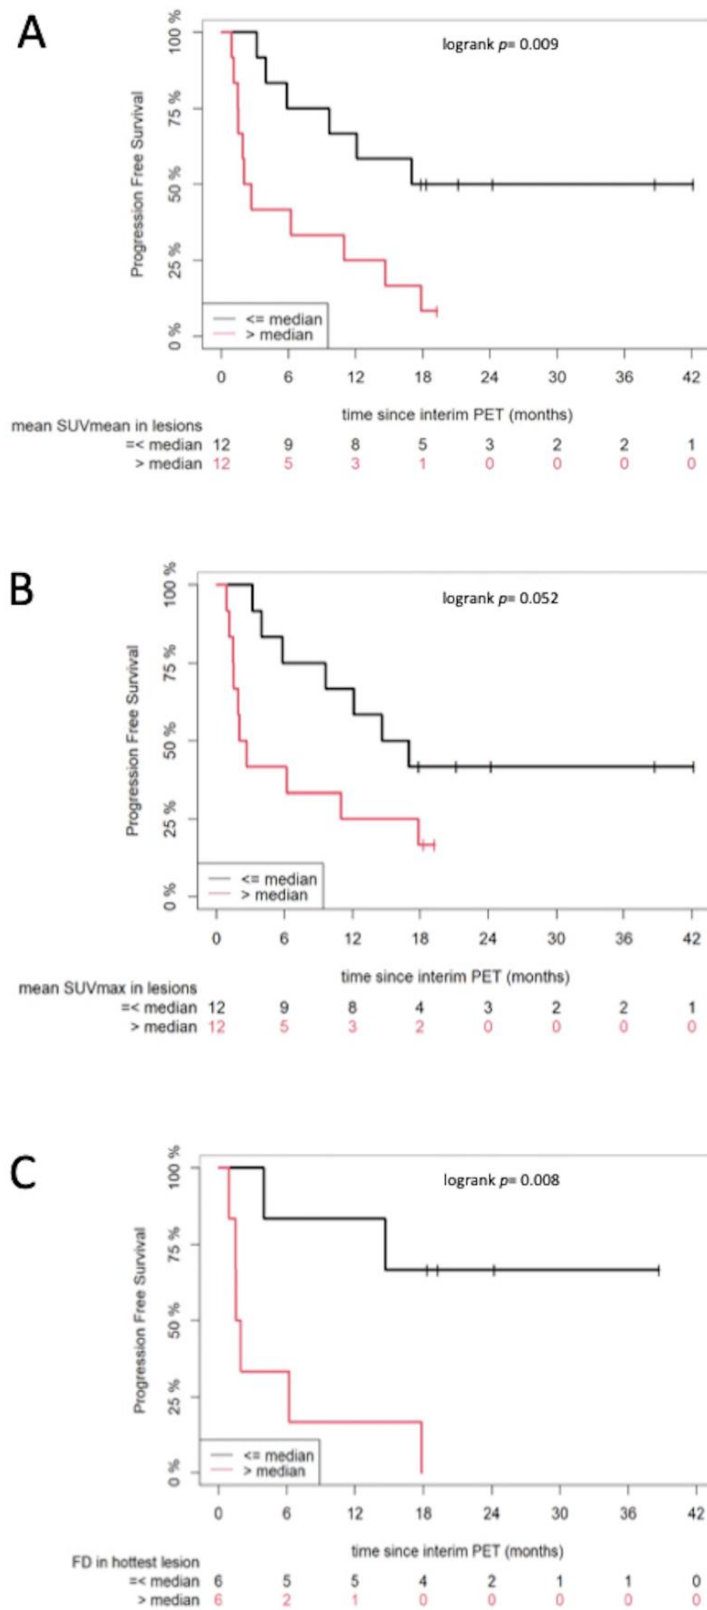 A
logrank p= 0.009
Progression Free Survival
100 %
75 %
50 %
25 %
0 %
<= median
> median
0 6 12 18 24 30 36 42
time since interim PET (months)
mean SUVmean in lesions
=< median 12 9 8 5 3 2 2 1
> median 12 5 3 1 0 0 0 0
B
logrank p= 0.052
Progression Free Survival
100 %
75 %
50 %
25 %
0 %
<= median
> median
0 6 12 18 24 30 36 42
time since interim PET (months)
mean SUVmax in lesions
=< median 12 9 8 4 3 2 2 1
> median 12 5 3 2 0 0 0 0
C
logrank p= 0.008
Progression Free Survival
100 %
75 %
50 %
25 %
0 %
<= median
> median
0 6 12 18 24 30 36 42
time since interim PET (months)
FD in hottest lesion
=< median 6 5 5 4 2 1 1 0
> median 6 2 1 0 0 0 0 0